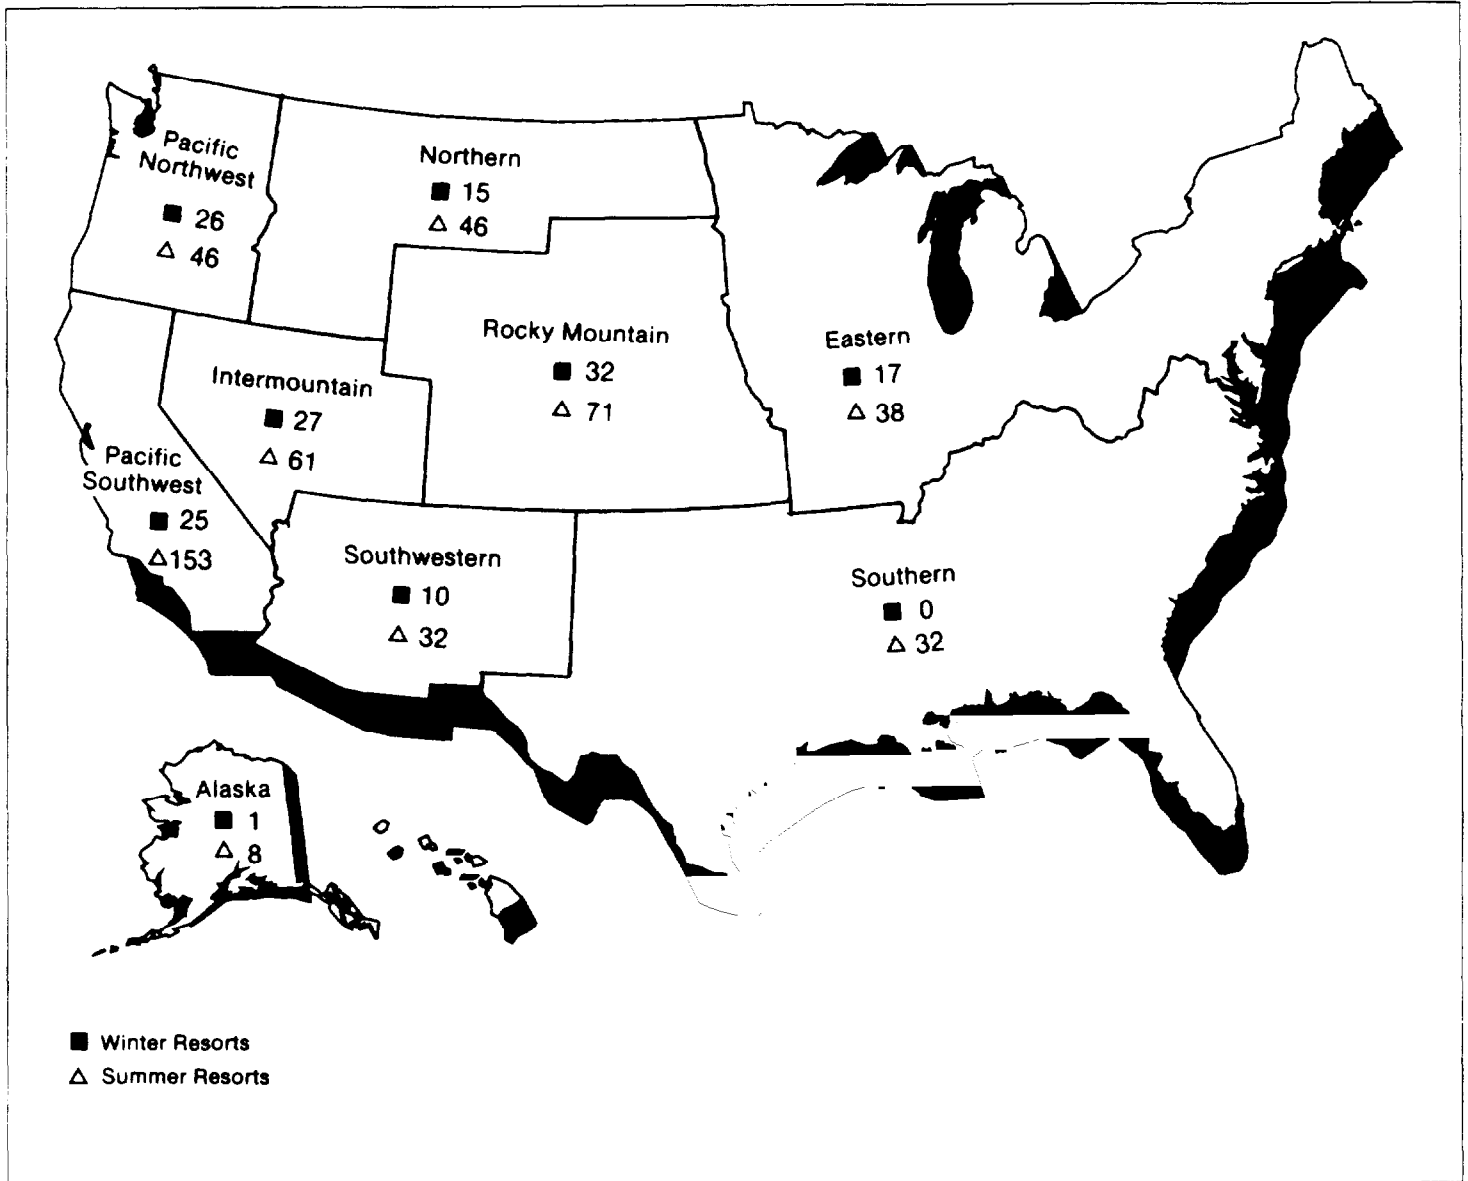 Pacific
Northwest
■ 26
△ 46
Northern
■ 15
△ 46
Rocky Mountain
■ 32
△ 71
Eastern
■ 17
△ 38
Intermountain
■ 27
△ 61
Pacific
Southwest
■ 25
△ 153
Southwestern
■ 10
△ 32
Southern
■ 0
△ 32
Alaska
■ 1
△ 8
■ Winter Resorts
△ Summer Resorts